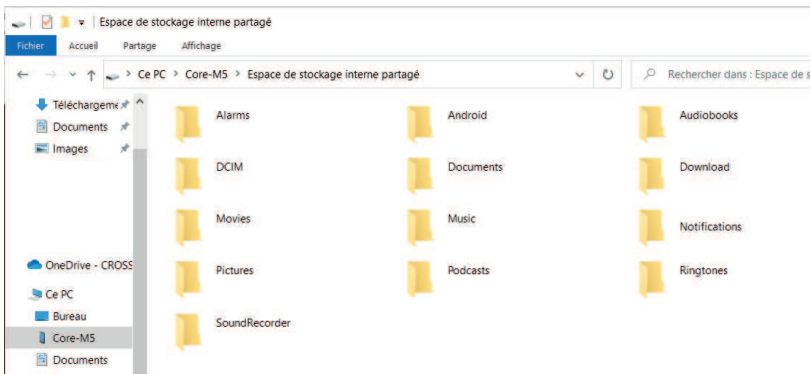 Espace de stockage interne partagé
Fichier Accueil Partage Affichage
Ce PC > Core-M5 > Espace de stockage interne partagé
Rechercher dans : Espace de s
Téléchargeme
Documents
Images
OneDrive - CROSS
Ce PC
Bureau
Core-M5
Documents
Alarms Android Audiobooks
DCIM Documents Download
Movies Music Notifications
Pictures Podcasts Ringtones
SoundRecorder